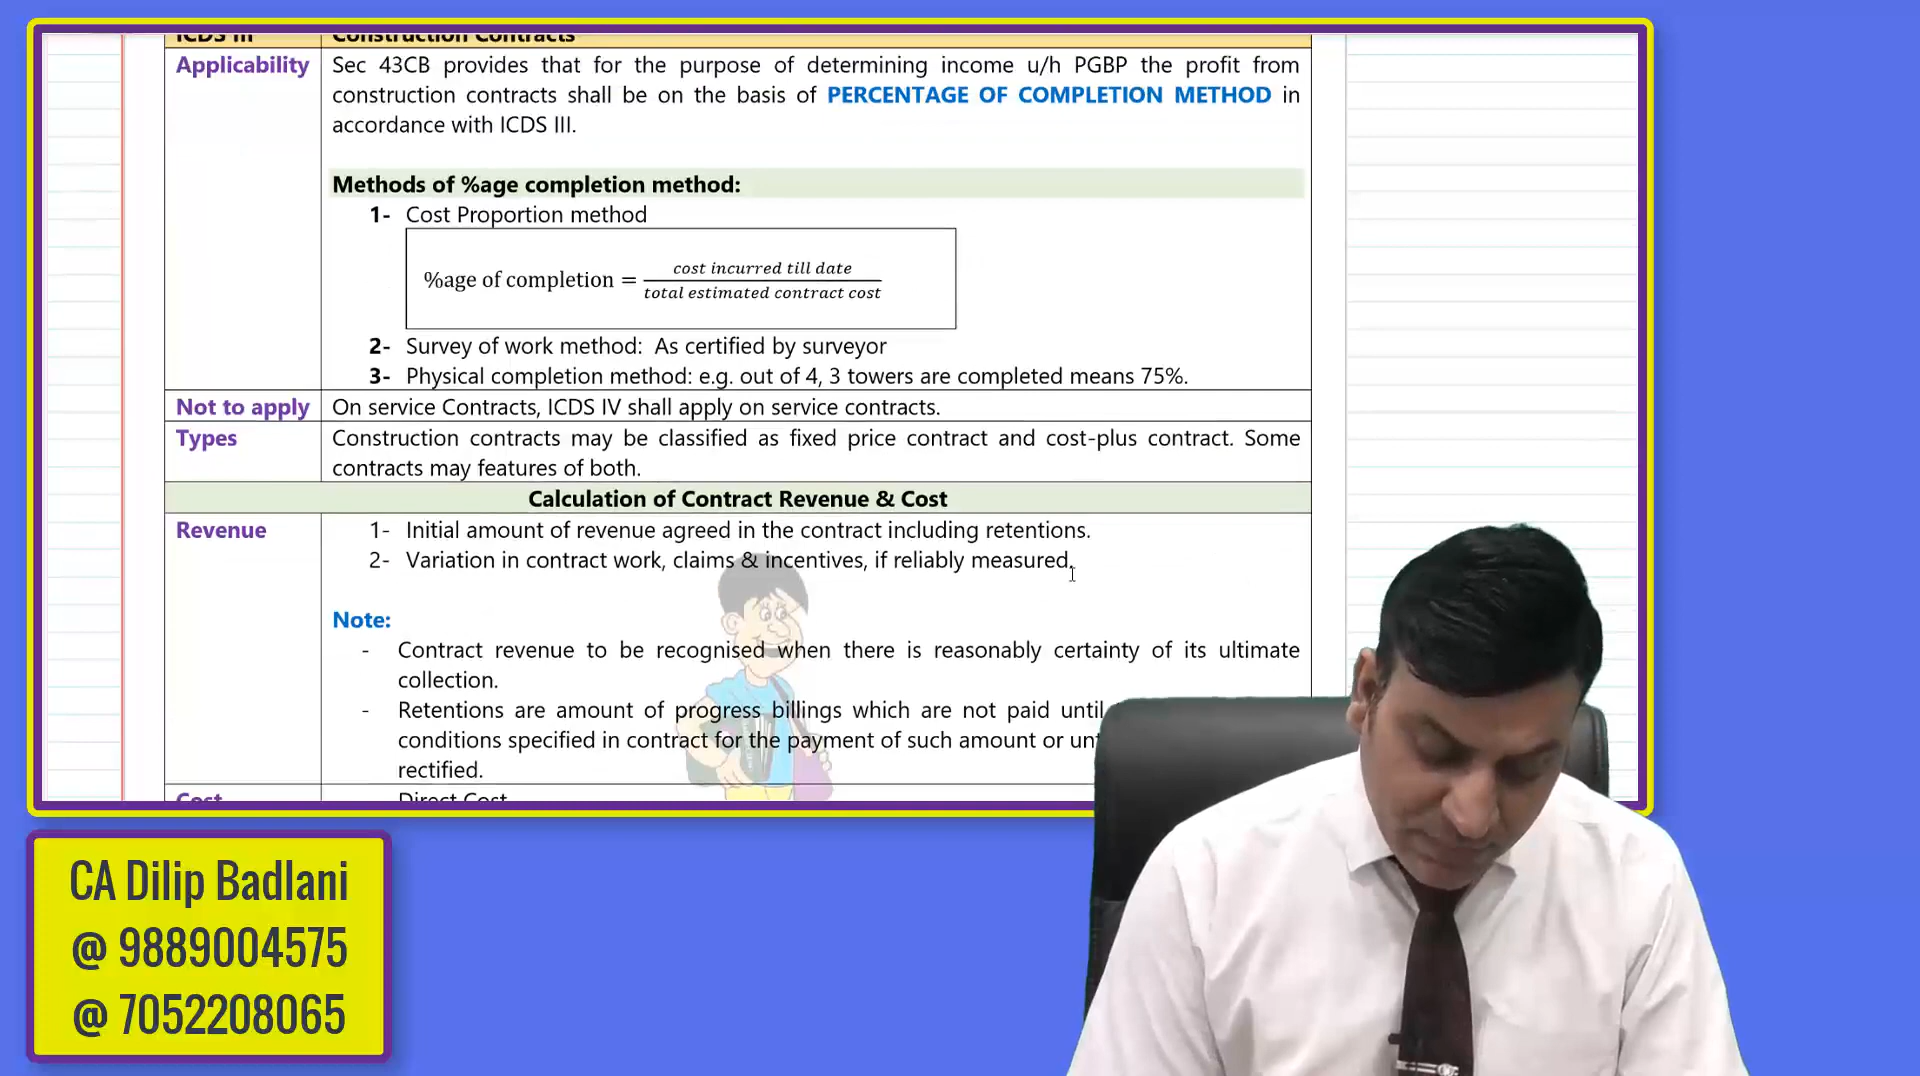 ICDS III Construction Contracts
Applicability Sec 43CB provides that for the purpose of determining income u/h PGBP the profit from
construction contracts shall be on the basis of PERCENTAGE OF COMPLETION METHOD in
accordance with ICDS III.
Methods of %age completion method:
1- Cost Proportion method
%age of completion = cost incurred till date
total estimated contract cost
2- Survey of work method: As certified by surveyor
3- Physical completion method: e.g. out of 4, 3 towers are completed means 75%.
Not to apply On service Contracts, ICDS IV shall apply on service contracts.
Types Construction contracts may be classified as fixed price contract and cost-plus contract. Some
contracts may features of both.
Calculation of Contract Revenue & Cost
Revenue 1- Initial amount of revenue agreed in the contract including retentions.
2- Variation in contract work, claims & incentives, if reliably measured.
Note:
- Contract revenue to be recognised when there is reasonably certainty of its ultimate
collection.
- Retentions are amount of progress billings which are not paid until
conditions specified in contract for the payment of such amount or
rectified.
Cost Direct Cost
CA Dilip Badlani
@ 9889004575
@ 7052208065